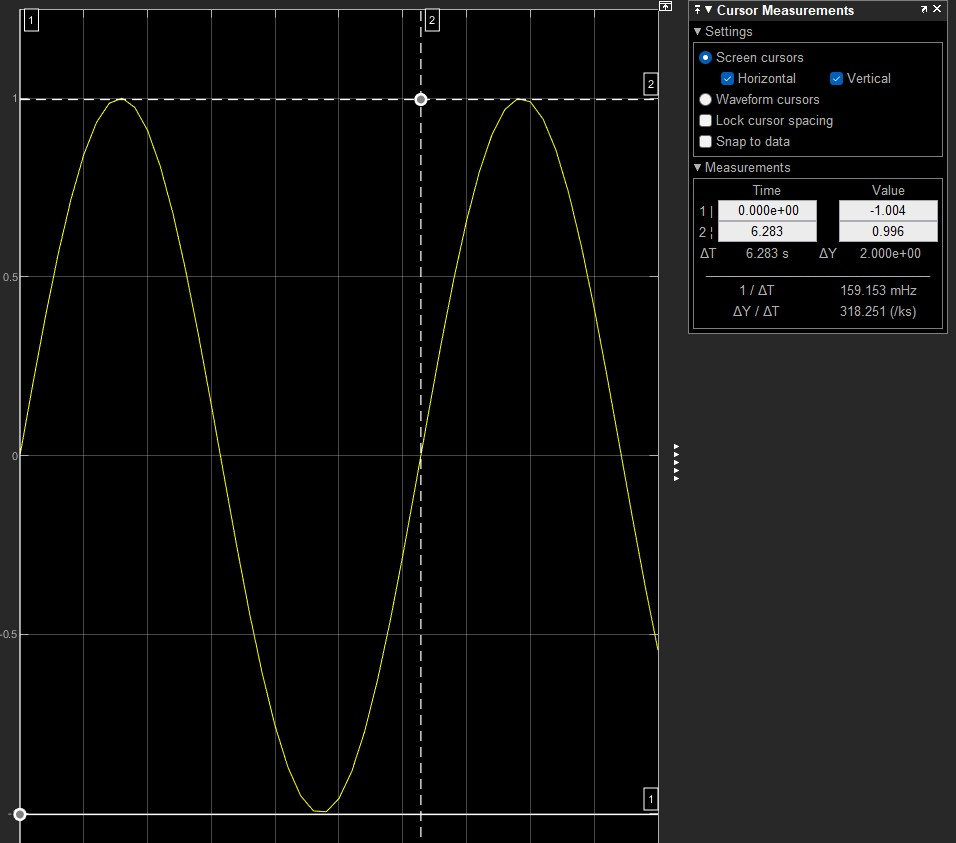 1
2
2
1
0.5
0
-0.5
-
1
Cursor Measurements
Settings
Screen cursors
Horizontal Vertical
Waveform cursors
Lock cursor spacing
Snap to data
Measurements
Time Value
1 | 0.000e+00 -1.004
2 ¦ 6.283 0.996
ΔT 6.283 s ΔY 2.000e+00
1 / ΔT 159.153 mHz
ΔY / ΔT 318.251 (/ks)